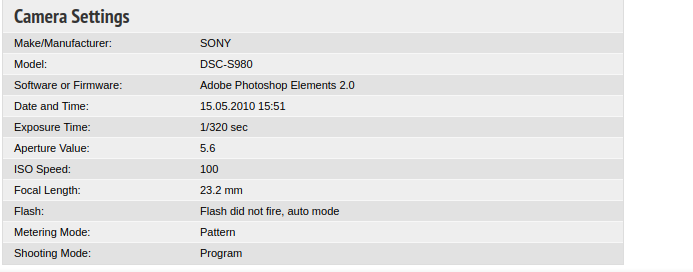 Camera Settings
Make/Manufacturer: SONY
Model: DSC-S980
Software or Firmware: Adobe Photoshop Elements 2.0
Date and Time: 15.05.2010 15:51
Exposure Time: 1/320 sec
Aperture Value: 5.6
ISO Speed: 100
Focal Length: 23.2 mm
Flash: Flash did not fire, auto mode
Metering Mode: Pattern
Shooting Mode: Program